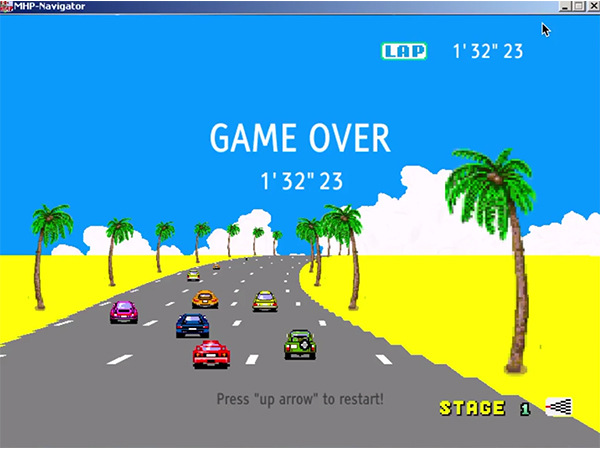 MHP-Navigator
LAP 1'32"23
GAME OVER
1'32"23
Press "up arrow" to restart!
STAGE 1